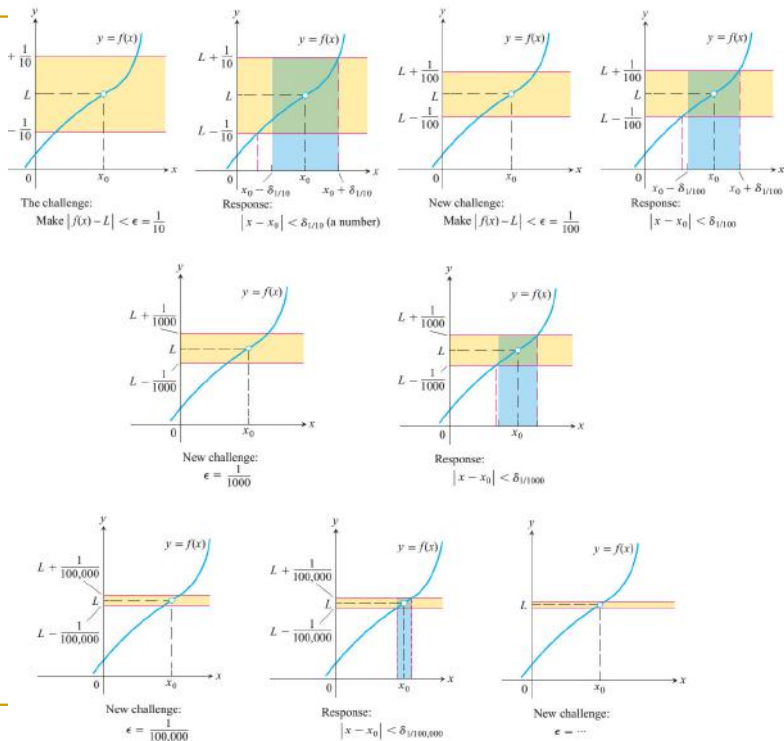 y
y = f(x)
+ 1/10
L
− 1/10
0
x₀
x
The challenge:
Make |f(x) − L| < ϵ = 1/10
y
y = f(x)
L + 1/10
L
L − 1/10
0
x₀
x
x₀ − δ₁/₁₀
x₀ + δ₁/₁₀
Response:
|x − x₀| < δ₁/₁₀ (a number)
y
y = f(x)
L + 1/100
L
L − 1/100
0
x₀
x
New challenge:
Make |f(x) − L| < ϵ = 1/100
y
y = f(x)
L + 1/100
L
L − 1/100
0
x₀
x
x₀ − δ₁/₁₀₀
x₀ + δ₁/₁₀₀
Response:
|x − x₀| < δ₁/₁₀₀
y
y = f(x)
L + 1/1000
L
L − 1/1000
0
x₀
x
New challenge:
ϵ = 1/1000
y
y = f(x)
L + 1/1000
L
L − 1/1000
0
x₀
x
Response:
|x − x₀| < δ₁/₁₀₀₀
y
y = f(x)
L + 1/100,000
L
L − 1/100,000
0
x₀
x
New challenge:
ϵ = 1/100,000
y
y = f(x)
L + 1/100,000
L
L − 1/100,000
0
x₀
x
Response:
|x − x₀| < δ₁/₁₀₀,₀₀₀
y
y = f(x)
L
0
x₀
x
New challenge:
ϵ = ···